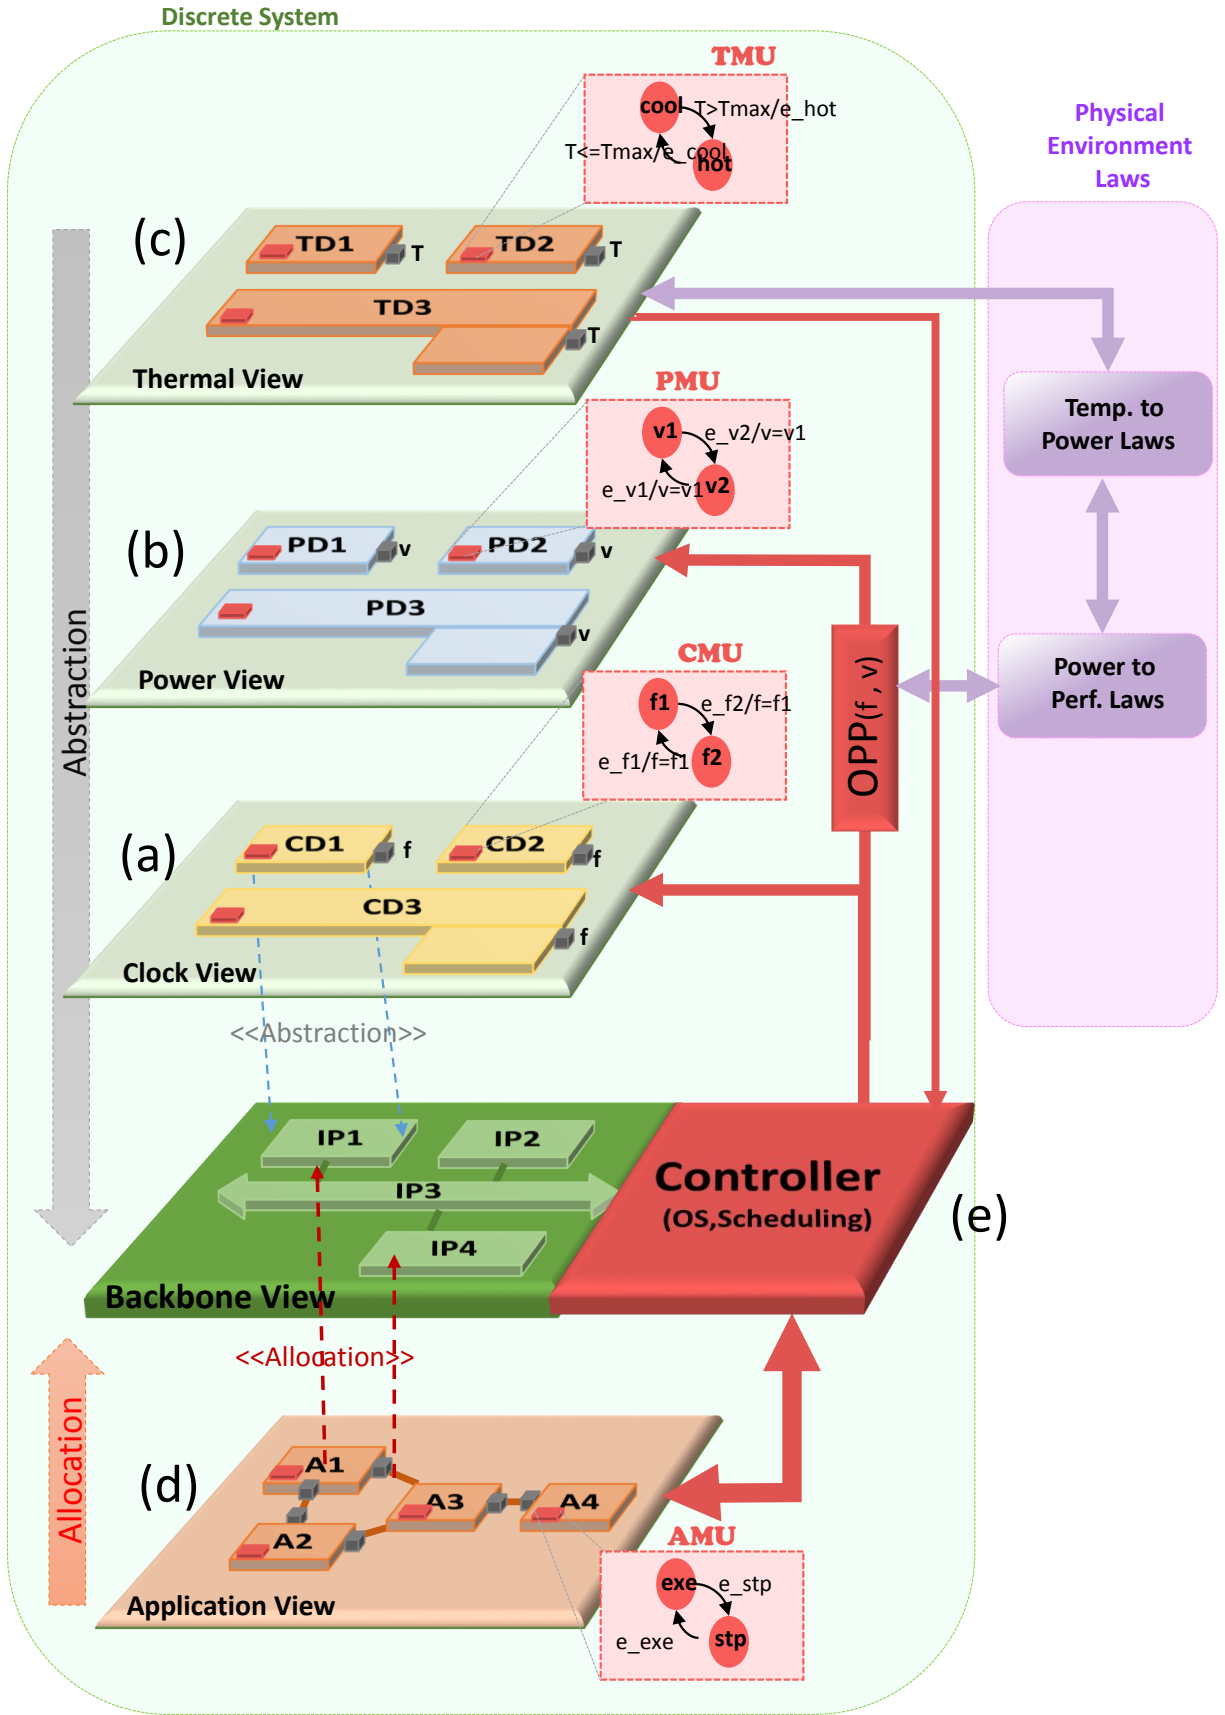 Discrete System
TMU
cool
T>Tmax/e_hot
T<=Tmax/e_cool
hot
Physical
Environment
Laws
(c)
TD1
T
TD2
T
TD3
T
Thermal View
Temp. to
Power Laws
PMU
v1
e_v2/v=v1
e_v1/v=v1
v2
(b)
PD1
v
PD2
v
PD3
v
Power View
Power to
Perf. Laws
OPP(f , v)
CMU
f1
e_f2/f=f1
e_f1/f=f1
f2
Abstraction
(a)
CD1
f
CD2
f
CD3
f
Clock View
<<Abstraction>>
IP1
IP2
IP3
IP4
Backbone View
Controller
(OS,Scheduling)
(e)
<<Allocation>>
Allocation
(d)
A1
A2
A3
A4
Application View
AMU
exe
e_stp
e_exe
stp